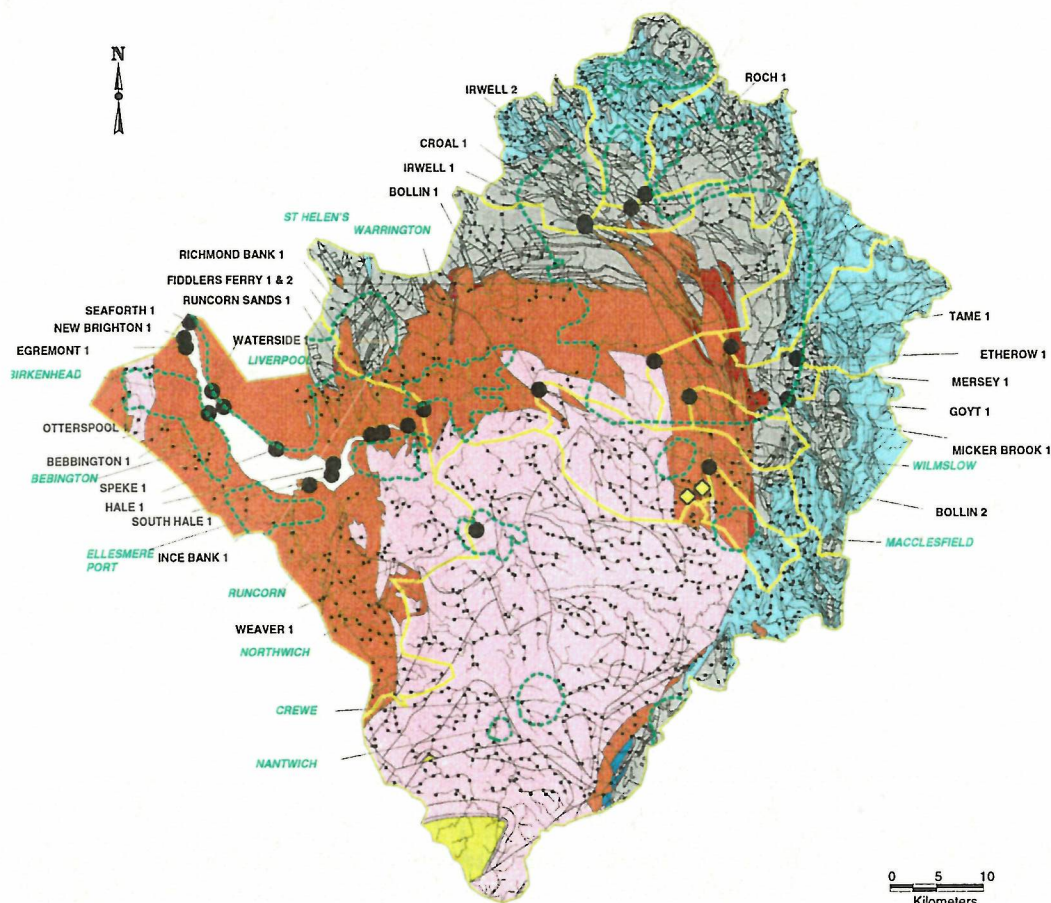 N
IRWELL 2
ROCH 1
CROAL 1
IRWELL 1
BOLLIN 1
ST HELEN'S
WARRINGTON
RICHMOND BANK 1
FIDDLERS FERRY 1 & 2
RUNCORN SANDS 1
SEAFORTH 1
NEW BRIGHTON 1
WATERSIDE 1
EGREMONT 1
LIVERPOOL
BIRKENHEAD
TAME 1
ETHEROW 1
MERSEY 1
GOYT 1
OTTERSPOOL 1
MICKER BROOK 1
BEBBINGTON 1
WILMSLOW
BEBINGTON
SPEKE 1
HALE 1
BOLLIN 2
SOUTH HALE 1
MACCLESFIELD
ELLESMERE
PORT
INCE BANK 1
RUNCORN
WEAVER 1
NORTHWICH
CREWE
NANTWICH
0 5 10
Kilometers